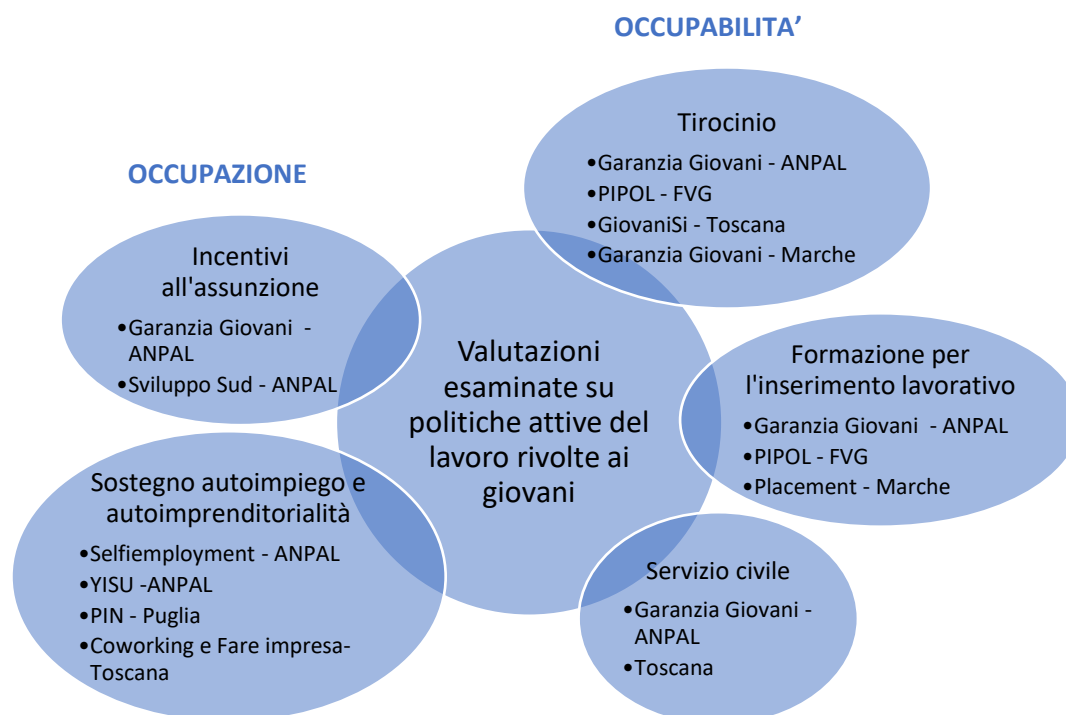 OCCUPABILITA’
Tirocinio
•Garanzia Giovani - ANPAL
•PIPOL - FVG
•GiovaniSi - Toscana
•Garanzia Giovani - Marche
OCCUPAZIONE
Incentivi
all'assunzione
•Garanzia Giovani  -
ANPAL
•Sviluppo Sud - ANPAL
Valutazioni
esaminate su
politiche attive del
lavoro rivolte ai
giovani
Formazione per
l'inserimento lavorativo
•Garanzia Giovani  - ANPAL
•PIPOL - FVG
•Placement - Marche
Sostegno autoimpiego e
autoimprenditorialità
•Selfiemployment - ANPAL
•YISU -ANPAL
•PIN - Puglia
•Coworking e Fare impresa-
Toscana
Servizio civile
•Garanzia Giovani -
ANPAL
•Toscana